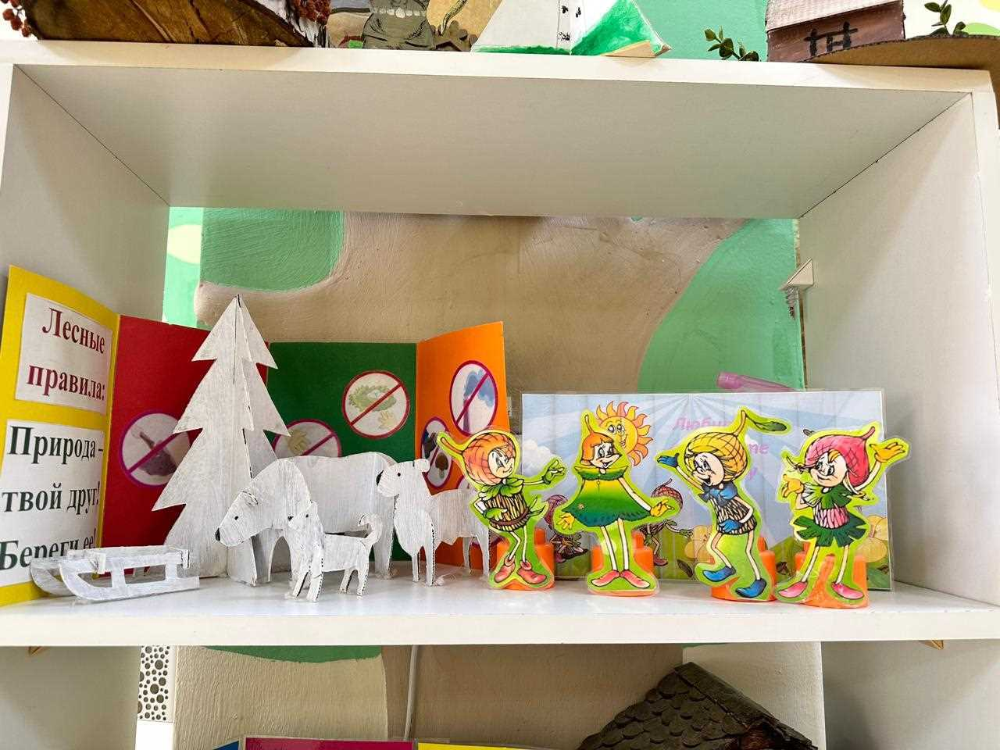 Лесные
правила:
Природа –
твой друг!
Береги ее!